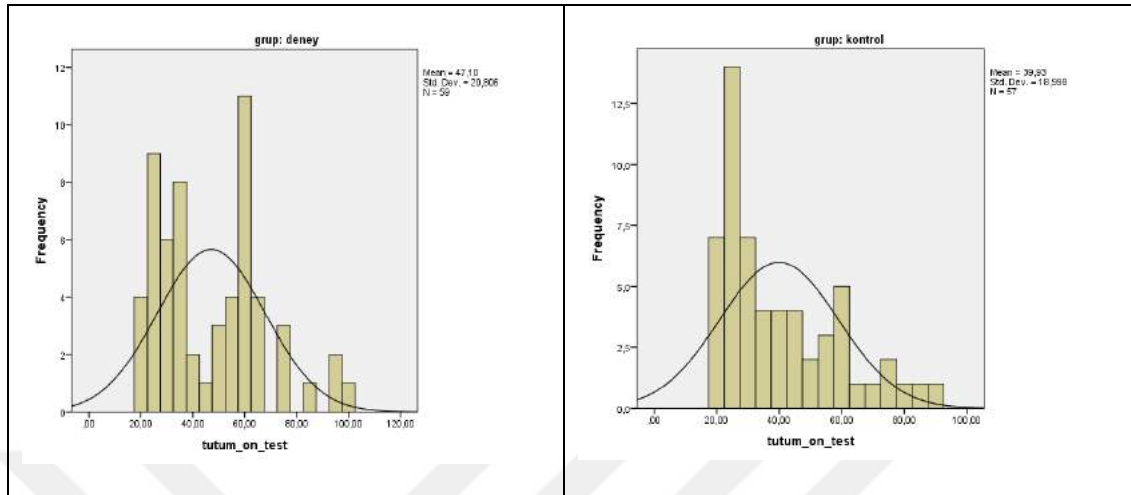 grup: deney
Mean = 47,10
Std. Dev. = 20,806
N = 59
12
10
8
6
4
2
0
Frequency
,00
20,00
40,00
60,00
80,00
100,00
120,00
tutum_on_test
grup: kontrol
Mean = 39,93
Std. Dev. = 18,998
N = 57
12,5
10,0
7,5
5,0
2,5
0,0
Frequency
,00
20,00
40,00
60,00
80,00
100,00
tutum_on_test